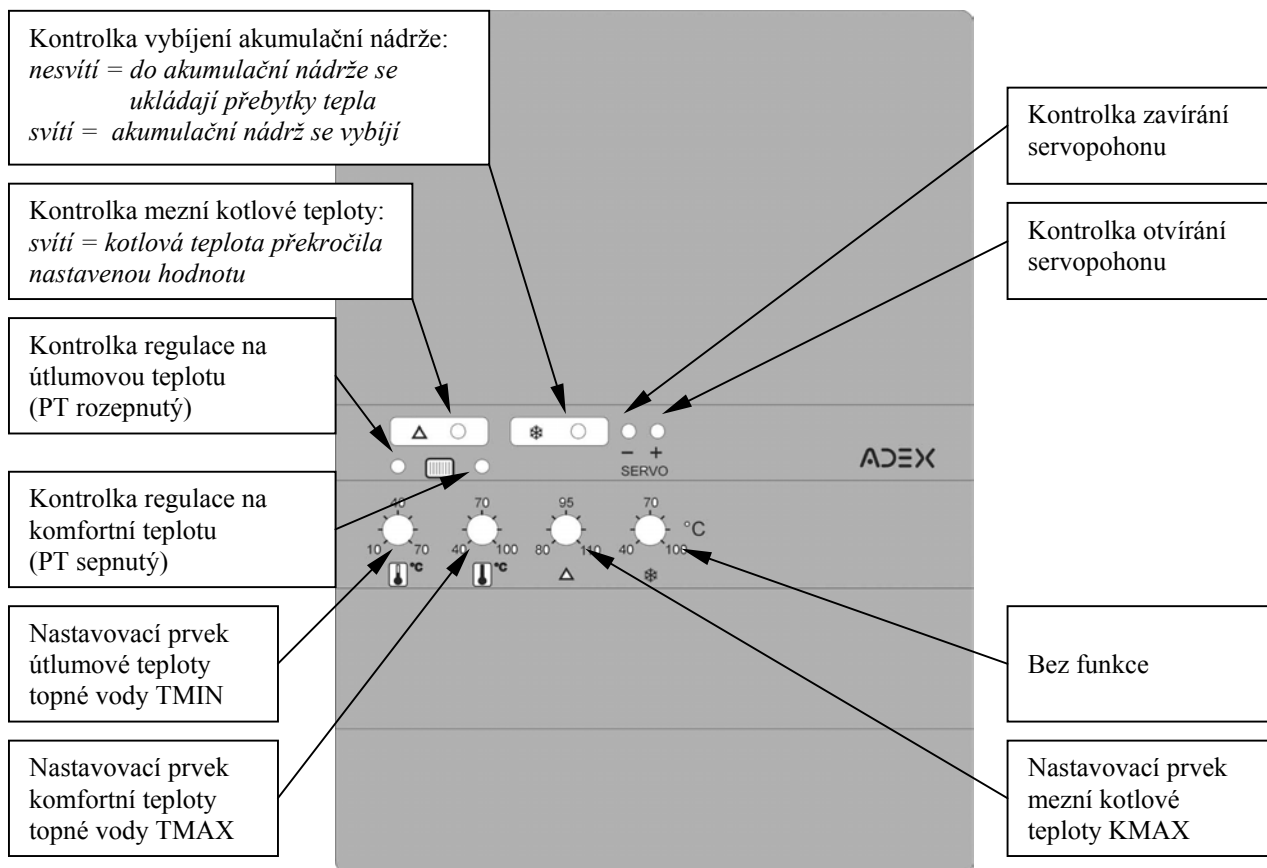 Kontrolka vybíjení akumulační nádrže:
nesvítí = do akumulační nádrže se
ukládají přebytky tepla
svítí = akumulační nádrž se vybíjí
Kontrolka mezní kotlové teploty:
svítí = kotlová teplota překročila
nastavenou hodnotu
Kontrolka regulace na
útlumovou teplotu
(PT rozepnutý)
Kontrolka regulace na
komfortní teplotu
(PT sepnutý)
Nastavovací prvek
útlumové teploty
topné vody TMIN
Nastavovací prvek
komfortní teploty
topné vody TMAX
Kontrolka zavírání
servopohonu
Kontrolka otvírání
servopohonu
Bez funkce
Nastavovací prvek
mezní kotlové
teploty KMAX
− +
SERVO
ADEX
40 70 95 70
°C
10 70 40 100 80 110 40 100
°C °C